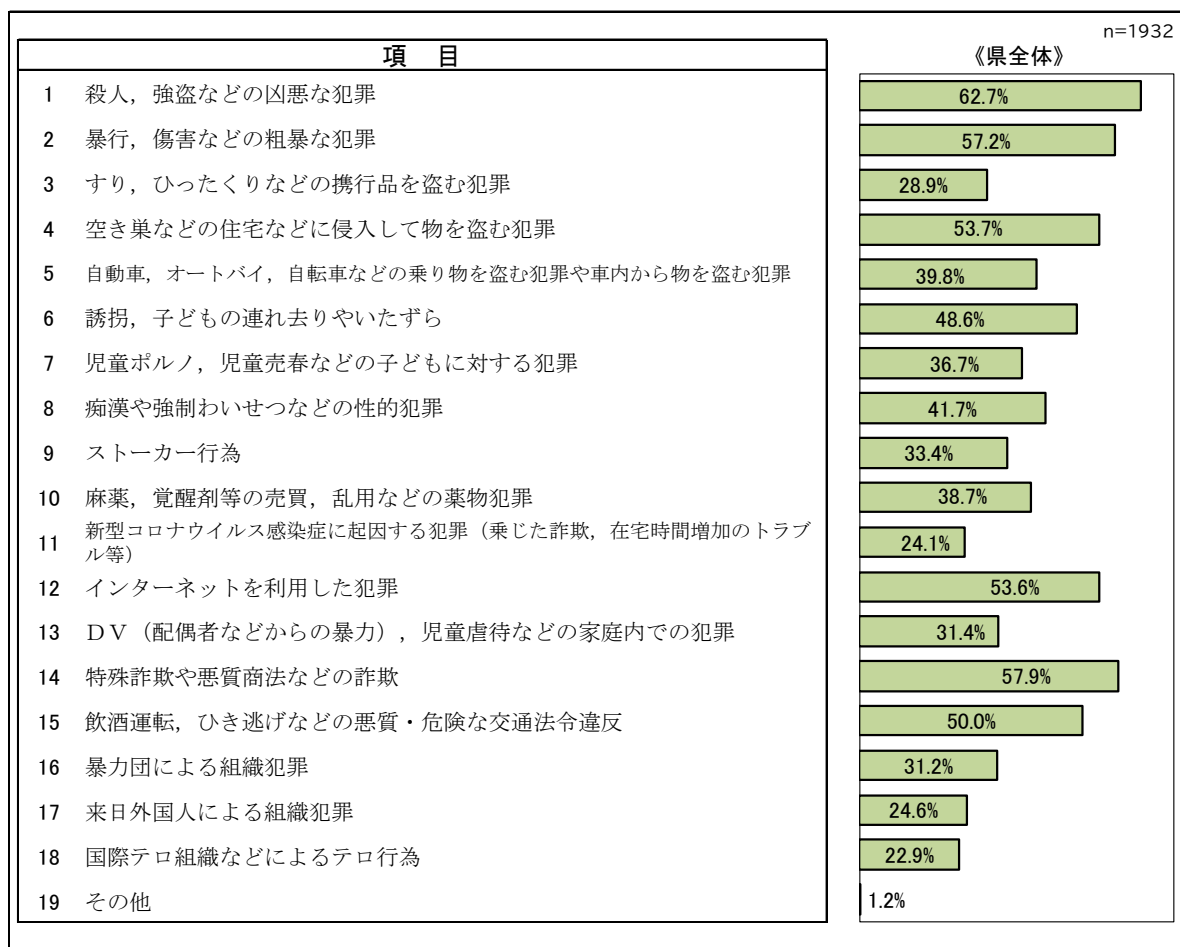 n=1932
項 目
《県全体》
1 殺人，強盗などの凶悪な犯罪 62.7%
2 暴行，傷害などの粗暴な犯罪 57.2%
3 すり，ひったくりなどの携行品を盗む犯罪 28.9%
4 空き巣などの住宅などに侵入して物を盗む犯罪 53.7%
5 自動車，オートバイ，自転車などの乗り物を盗む犯罪や車内から物を盗む犯罪 39.8%
6 誘拐，子どもの連れ去りやいたずら 48.6%
7 児童ポルノ，児童売春などの子どもに対する犯罪 36.7%
8 痴漢や強制わいせつなどの性的犯罪 41.7%
9 ストーカー行為 33.4%
10 麻薬，覚醒剤等の売買，乱用などの薬物犯罪 38.7%
11 新型コロナウイルス感染症に起因する犯罪（乗じた詐欺，在宅時間増加のトラブ
ル等） 24.1%
12 インターネットを利用した犯罪 53.6%
13 ＤＶ（配偶者などからの暴力），児童虐待などの家庭内での犯罪 31.4%
14 特殊詐欺や悪質商法などの詐欺 57.9%
15 飲酒運転，ひき逃げなどの悪質・危険な交通法令違反 50.0%
16 暴力団による組織犯罪 31.2%
17 来日外国人による組織犯罪 24.6%
18 国際テロ組織などによるテロ行為 22.9%
19 その他 1.2%